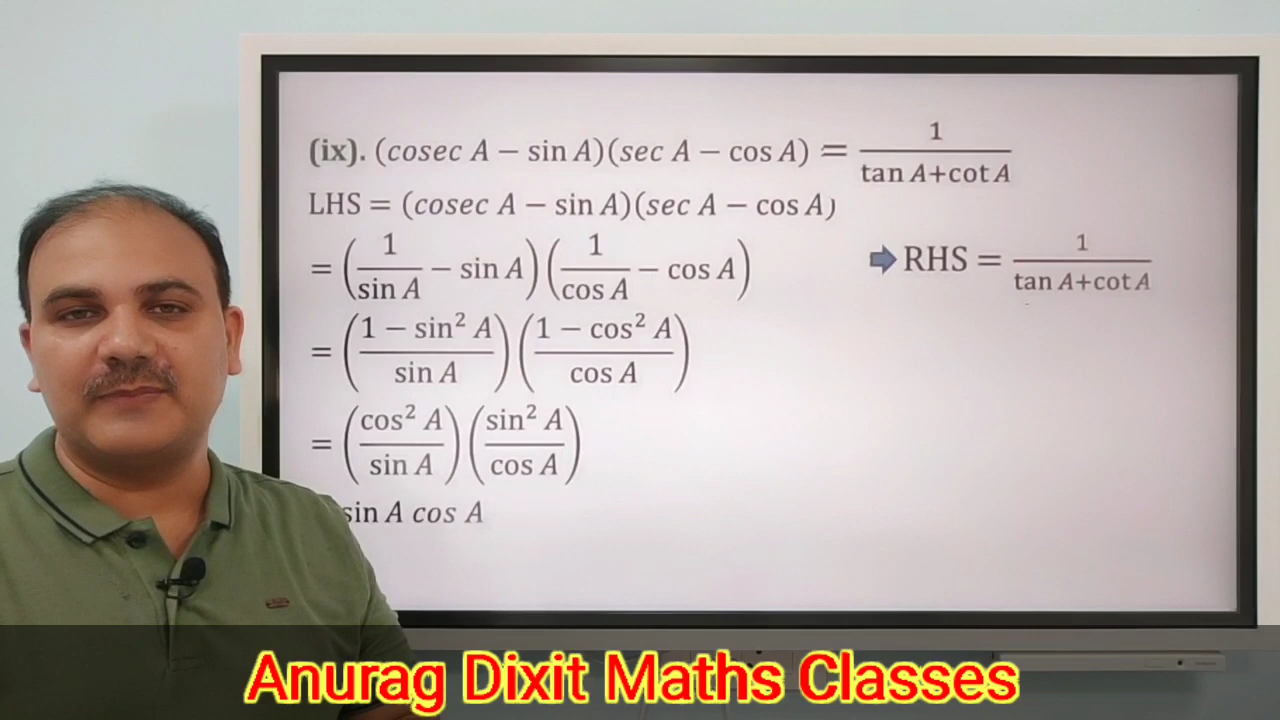 (ix). (cosec A − sin A)(sec A − cos A) = 1/(tan A+cot A)
LHS = (cosec A − sin A)(sec A − cos A)
= (1/sin A − sin A)(1/cos A − cos A)
➡ RHS = 1/(tan A+cot A)
= ((1 − sin² A)/sin A)((1 − cos² A)/cos A)
= (cos² A/sin A)(sin² A/cos A)
sin A cos A
Anurag Dixit Maths Classes